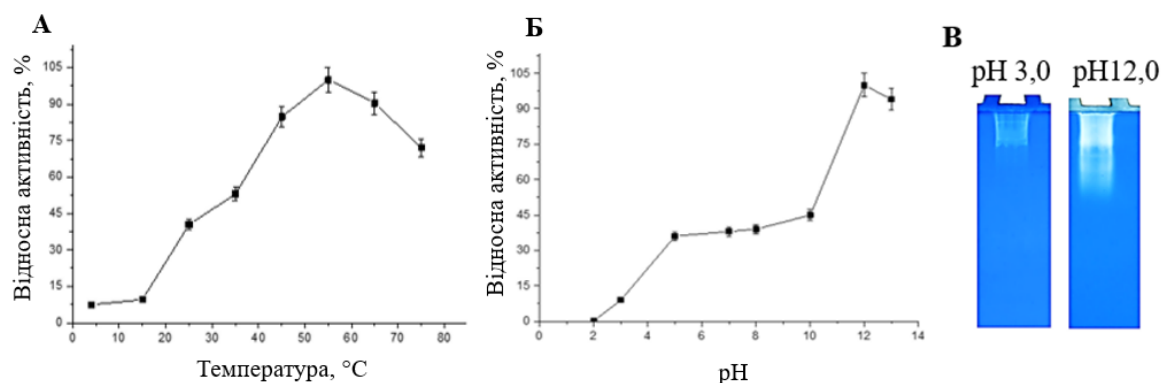 А
Відносна активність, %
105
90
75
60
45
30
15
0
0 10 20 30 40 50 60 70 80
Температура, °C
Б
Відносна активність, %
105
90
75
60
45
30
15
0
0 2 4 6 8 10 12 14
pH
В
pH 3,0 pH12,0